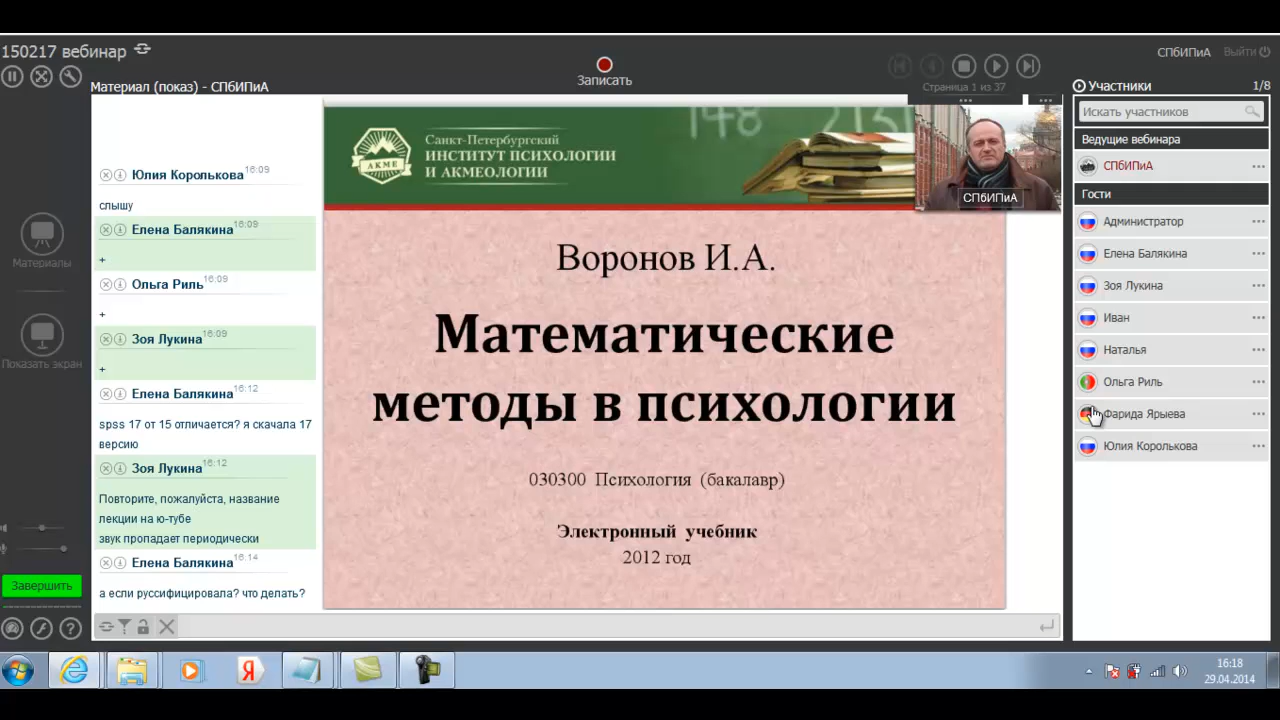 150217 вебинар
Записать
СПбИПиА
Выйти
Материал (показ) - СПбИПиА
Страница 1 из 37
Материалы
Показать экран
Завершить
Юлия Королькова 16:09
слышу
Елена Балякина 16:09
+
Ольга Риль 16:09
+
Зоя Лукина 16:09
+
Елена Балякина 16:12
spss 17 от 15 отличается? я скачала 17
версию
Зоя Лукина 16:12
Повторите, пожалуйста, название
лекции на ю-тубе
звук пропадает периодически
Елена Балякина 16:14
а если руссифицировала? что делать?
АКМЕ
Санкт-Петербургский
ИНСТИТУТ ПСИХОЛОГИИ
И АКМЕОЛОГИИ
СПбИПиА
Воронов И.А.
Математические
методы в психологии
030300 Психология (бакалавр)
Электронный учебник
2012 год
Участники 1/8
Искать участников
Ведущие вебинара
СПбИПиА
Гости
Администратор
Елена Балякина
Зоя Лукина
Иван
Наталья
Ольга Риль
Фарида Ярыева
Юлия Королькова
16:18
29.04.2014